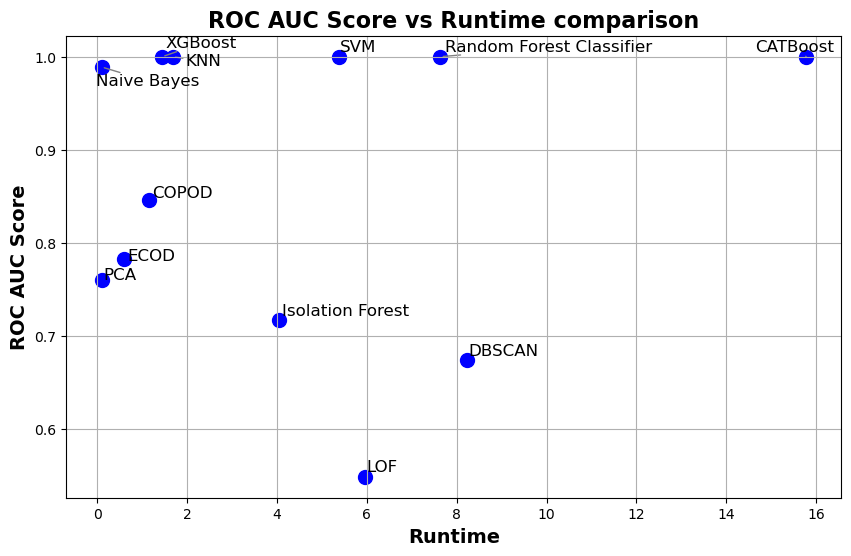 ROC AUC Score vs Runtime comparison
XGBoost
SVM
Random Forest Classifier
CATBoost
KNN
Naive Bayes
COPOD
ECOD
PCA
Isolation Forest
DBSCAN
LOF
1.0
0.9
0.8
0.7
0.6
ROC AUC Score
0 2 4 6 8 10 12 14 16
Runtime